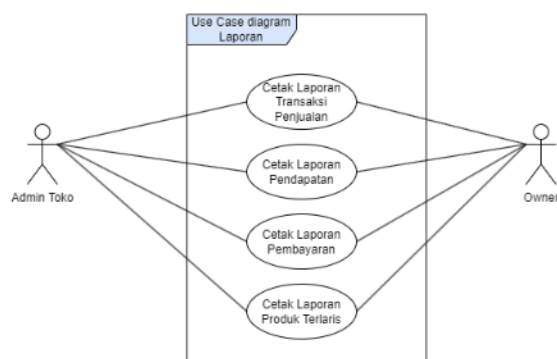 Use Case diagram
Laporan
Cetak Laporan
Transaksi
Penjualan
Cetak Laporan
Pendapatan
Admin Toko
Owner
Cetak Laporan
Pembayaran
Cetak Laporan
Produk Terlaris